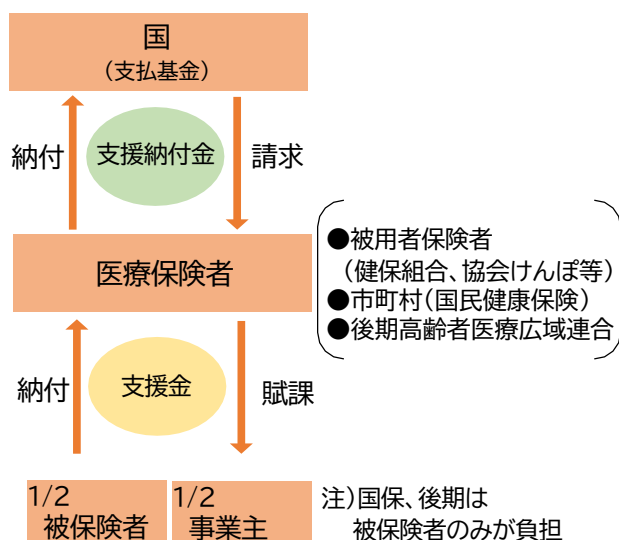 国
（支払基金）
納付
支援納付金
請求
医療保険者
●被用者保険者
（健保組合、協会けんぽ等）
●市町村（国民健康保険）
●後期高齢者医療広域連合
納付
支援金
賦課
1/2
被保険者
1/2
事業主
注）国保、後期は
被保険者のみが負担